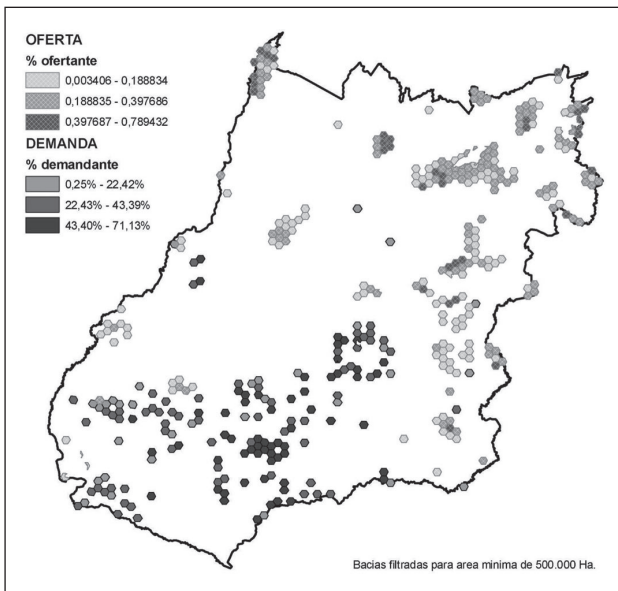 OFERTA
% ofertante
0,003406 - 0,188834
0,188835 - 0,397686
0,397687 - 0,789432
DEMANDA
% demandante
0,25% - 22,42%
22,43% - 43,39%
43,40% - 71,13%
Bacias filtradas para area minima de 500.000 Ha.